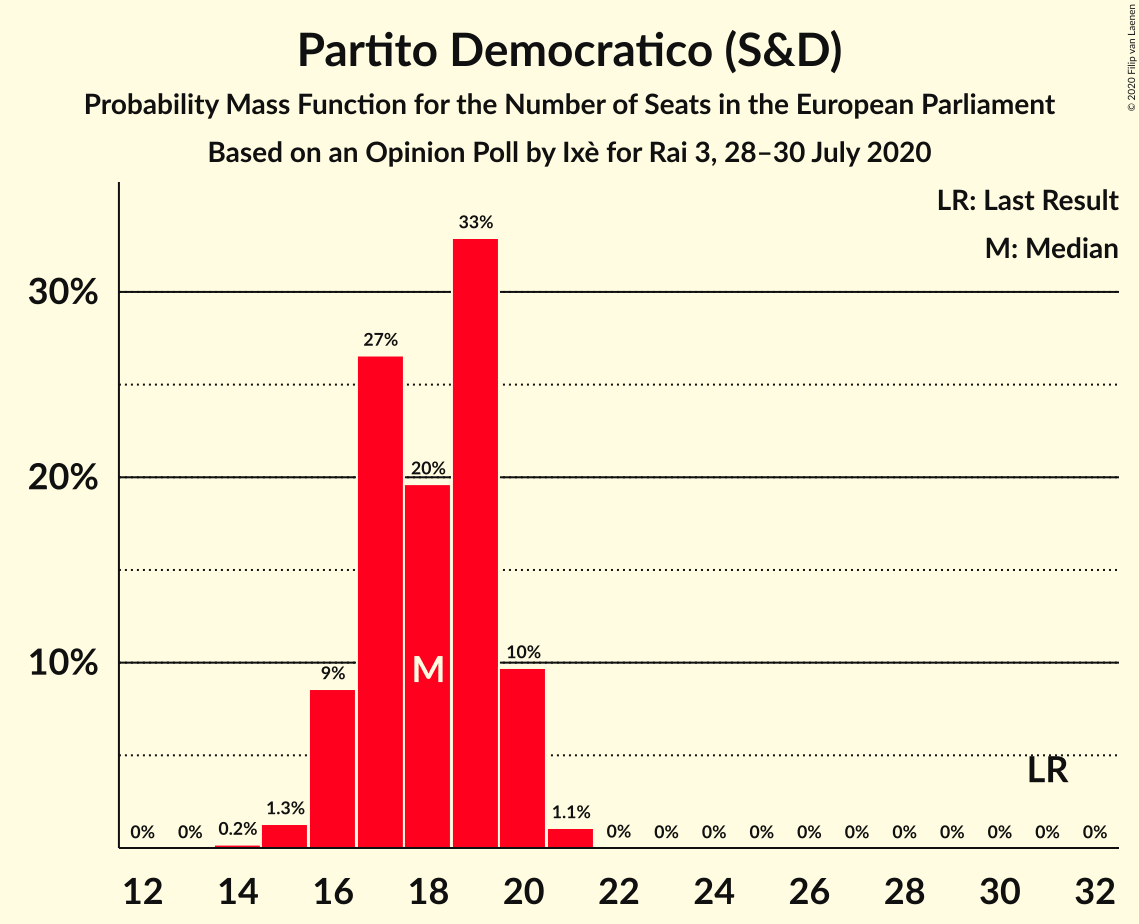 Partito Democratico (S&D)
Probability Mass Function for the Number of Seats in the European Parliament
Based on an Opinion Poll by Ixè for Rai 3, 28–30 July 2020
© 2020 Filip van Laenen
LR: Last Result
M: Median
30%
20%
10%
0% 0% 0.2% 1.3% 9% 27% 20% 33% 10% 1.1% 0% 0% 0% 0% 0% 0% 0% 0% 0% 0% 0%
M
LR
12 14 16 18 20 22 24 26 28 30 32